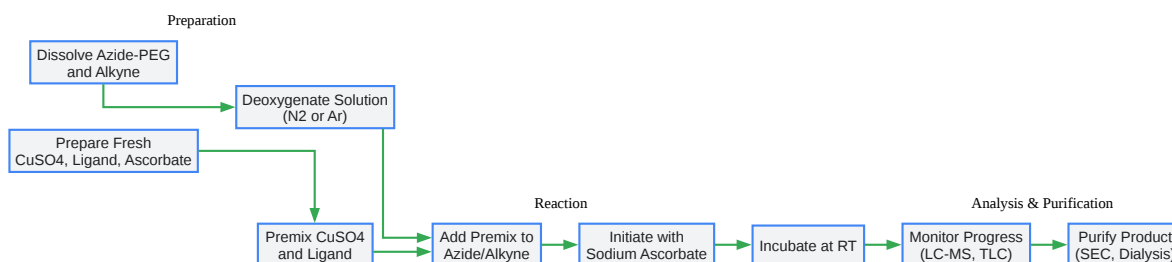 Preparation
Dissolve Azide-PEG
and Alkyne
Deoxygenate Solution
(N2 or Ar)
Prepare Fresh
CuSO4, Ligand, Ascorbate
Reaction
Analysis & Purification
Premix CuSO4
and Ligand
Add Premix to
Azide/Alkyne
Initiate with
Sodium Ascorbate
Incubate at RT
Monitor Progress
(LC-MS, TLC)
Purify Product
(SEC, Dialysis)